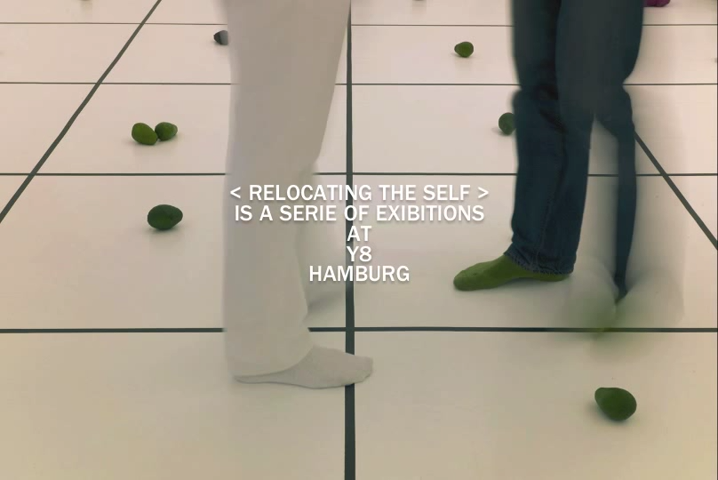 < RELOCATING THE SELF >
IS A SERIE OF EXIBITIONS
AT
Y8
HAMBURG